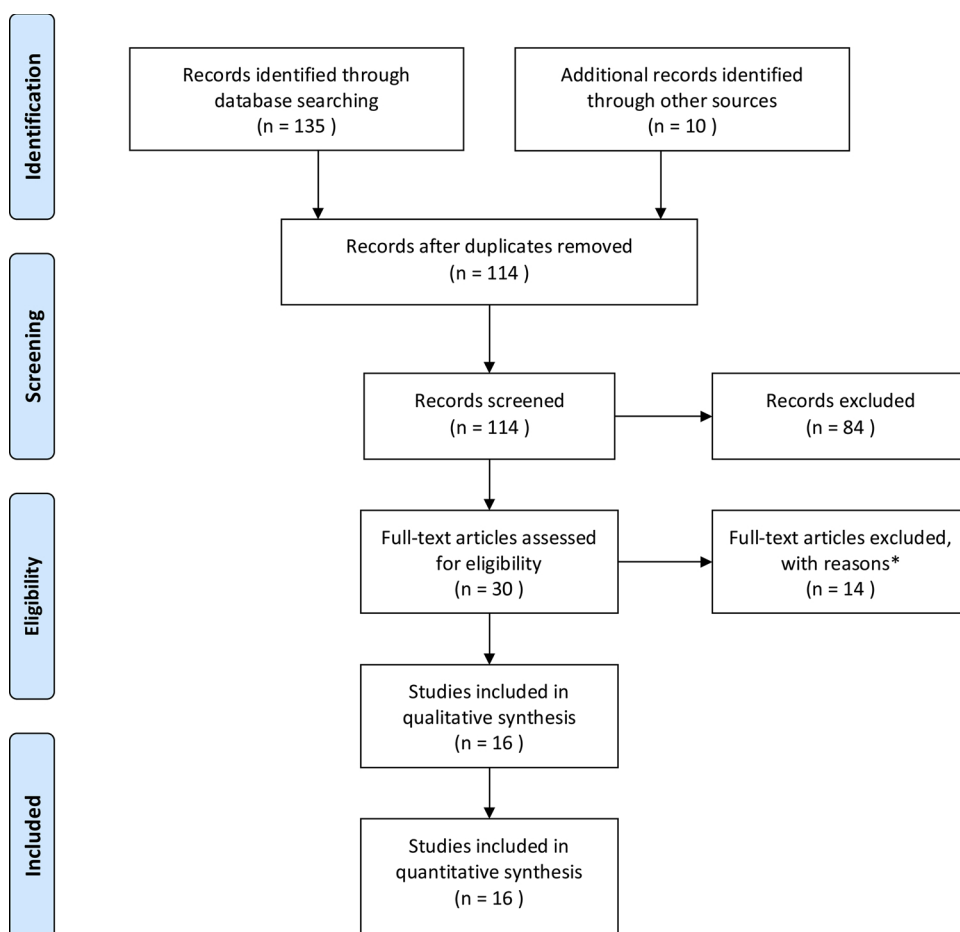 Identification
Records identified through
database searching
(n = 135 )
Additional records identified
through other sources
(n = 10 )
Records after duplicates removed
(n = 114 )
Screening
Records screened
(n = 114 )
Records excluded
(n = 84 )
Eligibility
Full-text articles assessed
for eligibility
(n = 30 )
Full-text articles excluded,
with reasons*
(n = 14 )
Studies included in
qualitative synthesis
(n = 16 )
Included
Studies included in
quantitative synthesis
(n = 16 )